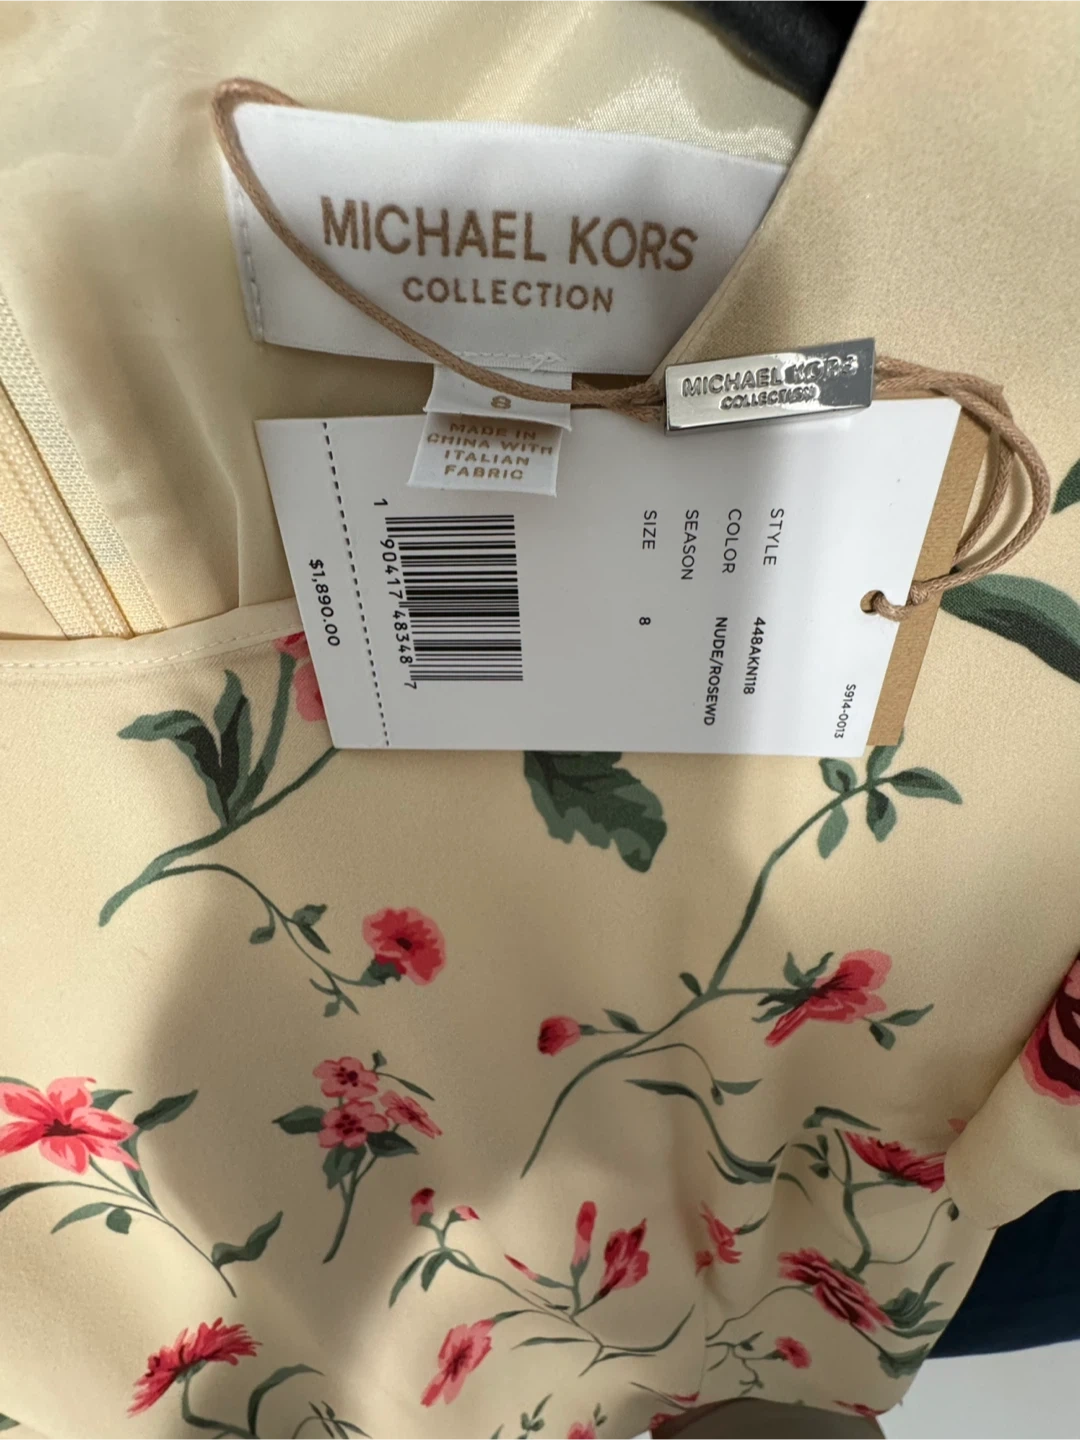 MICHAEL KORS
COLLECTION
MICHAEL KORS
COLLECTION
8
MADE IN
CHINA WITH
ITALIAN
FABRIC
S914-0013
STYLE 448AKN118
COLOR NUDE/ROSEWD
SEASON
SIZE 8
1 90417 48348 7
$1,890.00